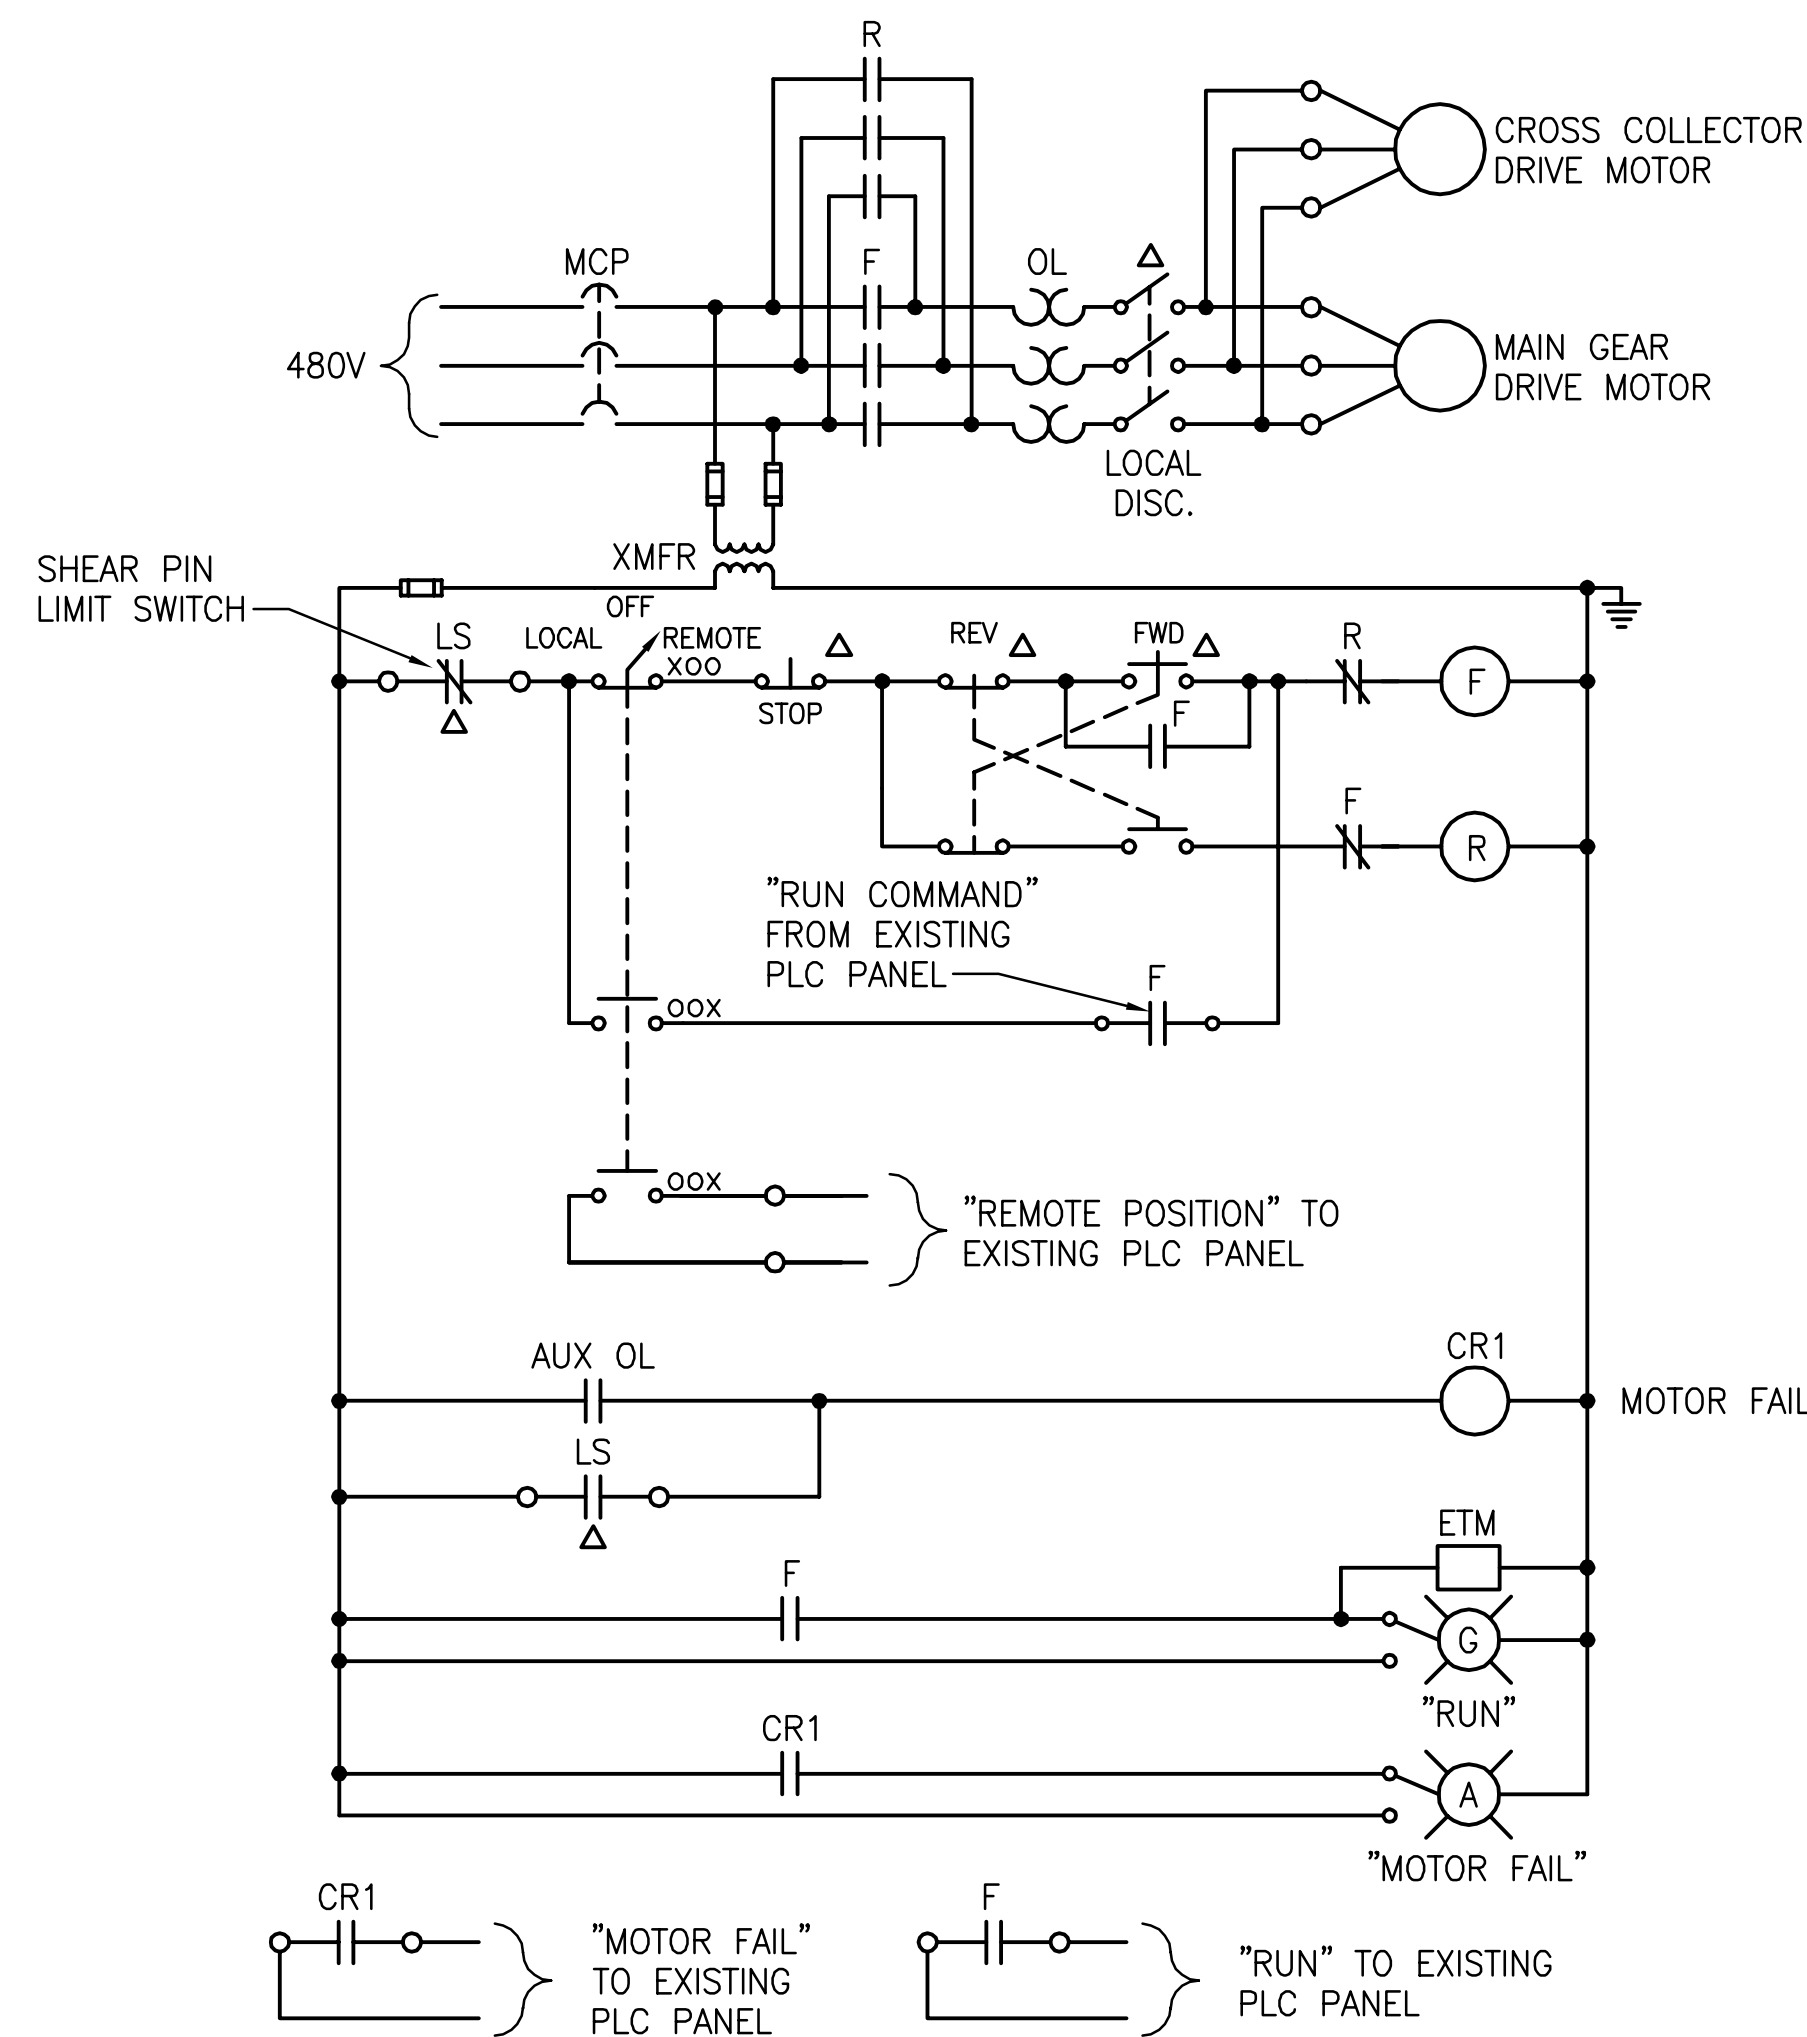 R
CROSS COLLECTOR
DRIVE MOTOR
MCP
F
OL
480V
MAIN GEAR
DRIVE MOTOR
LOCAL
DISC.
XMFR
SHEAR PIN
LIMIT SWITCH
OFF
LS
LOCAL
REMOTE
XOO
STOP
REV
FWD
R
F
F
F
R
"RUN COMMAND"
FROM EXISTING
PLC PANEL
F
OOX
OOX
"REMOTE POSITION" TO
EXISTING PLC PANEL
AUX OL
CR1
MOTOR FAIL
LS
ETM
F
G
"RUN"
CR1
A
"MOTOR FAIL"
CR1
"MOTOR FAIL"
TO EXISTING
PLC PANEL
F
"RUN" TO EXISTING
PLC PANEL